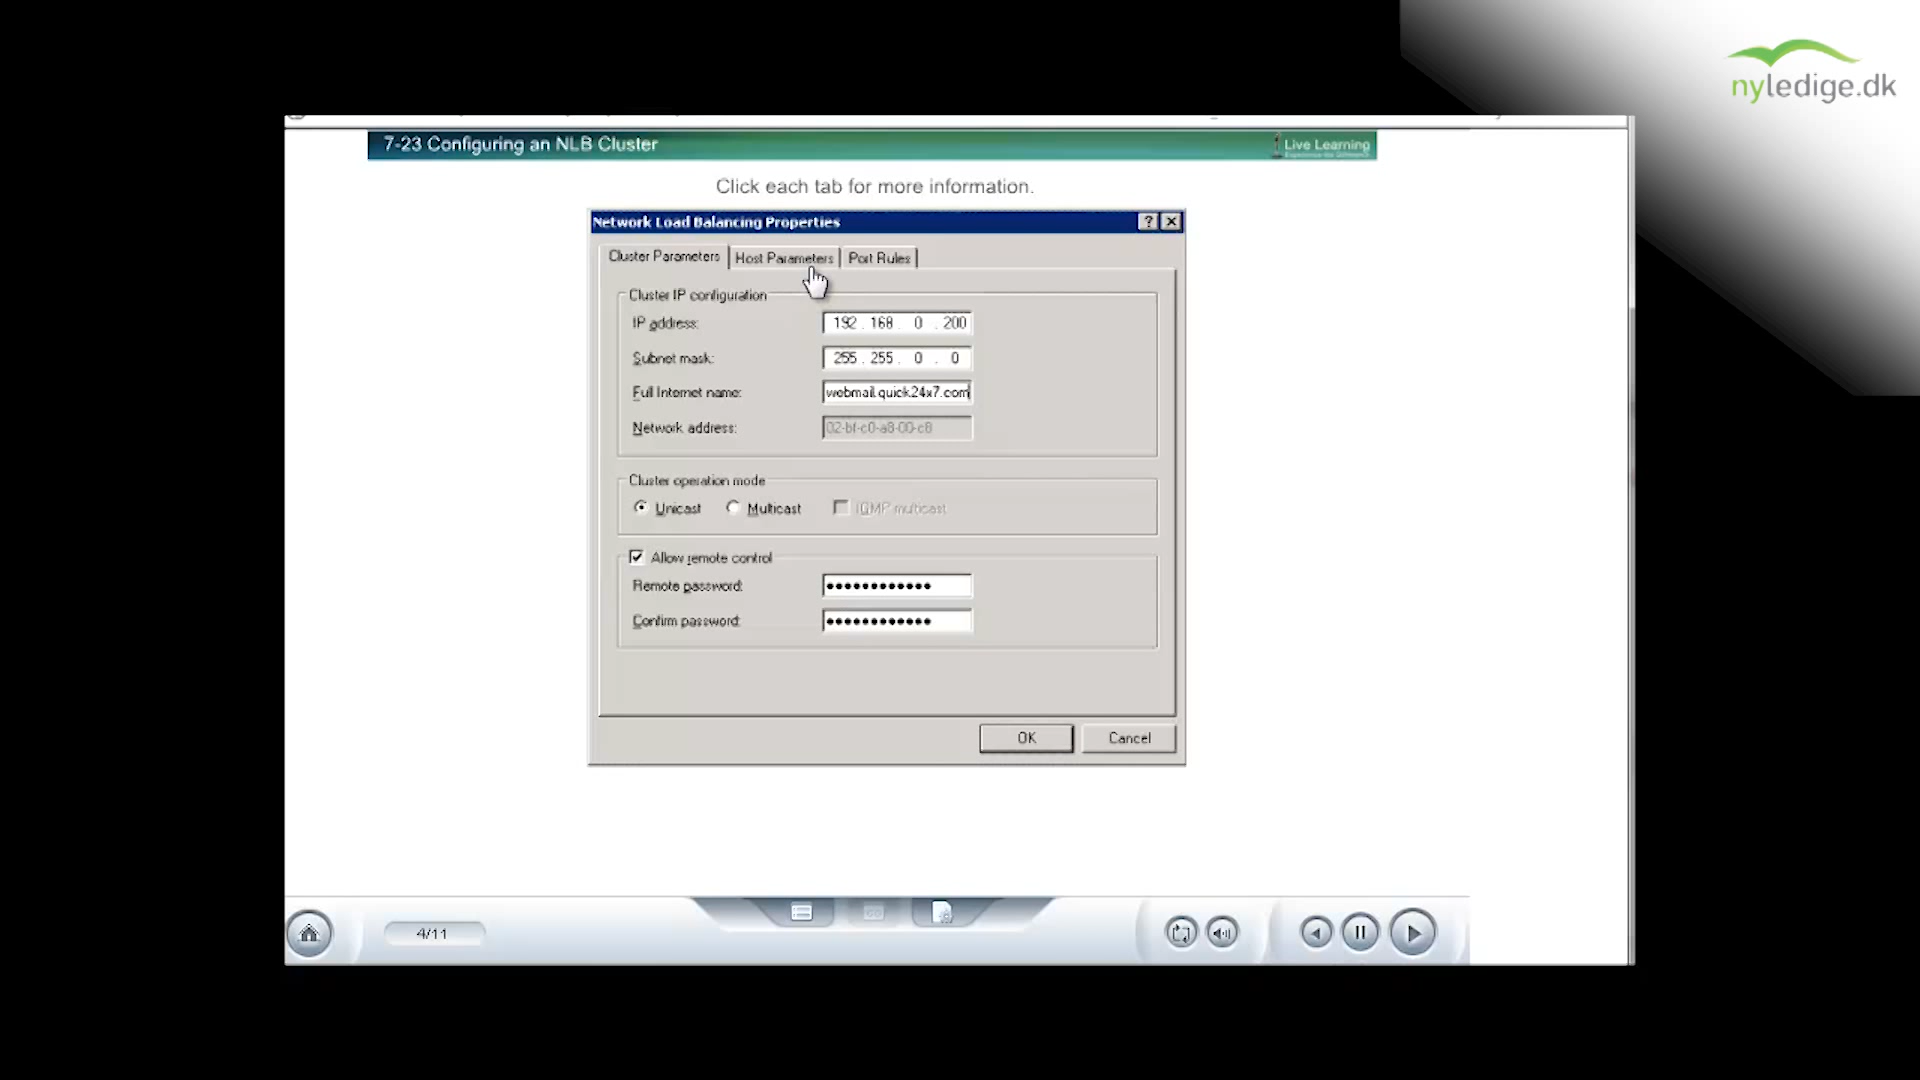 nyledige.dk
7-23 Configuring an NLB Cluster
Live Learning
Click each tab for more information.
Network Load Balancing Properties
Cluster Parameters
Host Parameters
Port Rules
Cluster IP configuration
IP address: 192 . 168 . 0 . 200
Subnet mask: 255 . 255 . 0 . 0
Full Internet name: webmail.quick24x7.com
Network address: 02-bf-c0-a8-00-c8
Cluster operation mode
Unicast Multicast IGMP multicast
Allow remote control
Remote password:
Confirm password:
OK Cancel
4/11